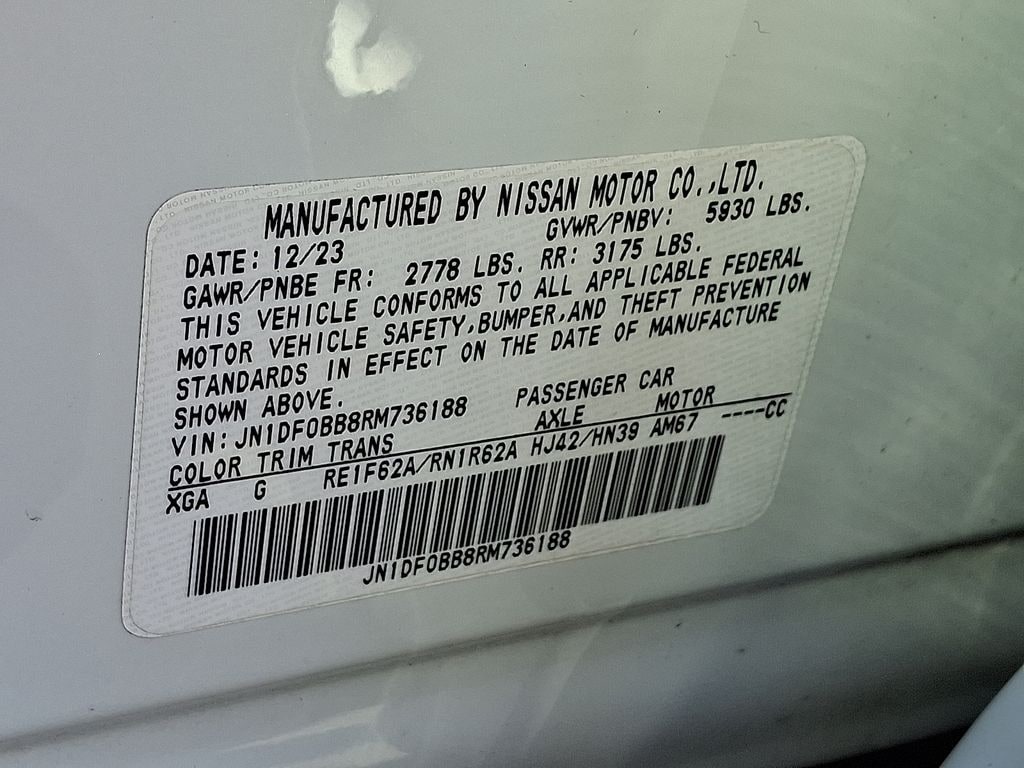 MANUFACTURED BY NISSAN MOTOR CO.,LTD.
DATE: 12/23 GVWR/PNBV: 5930 LBS.
GAWR/PNBE FR: 2778 LBS. RR: 3175 LBS.
THIS VEHICLE CONFORMS TO ALL APPLICABLE FEDERAL
MOTOR VEHICLE SAFETY,BUMPER,AND THEFT PREVENTION
STANDARDS IN EFFECT ON THE DATE OF MANUFACTURE
SHOWN ABOVE.
VIN: JN1DF0BB8RM736188 PASSENGER CAR
COLOR TRIM TRANS AXLE MOTOR
XGA G RE1F62A/RN1R62A HJ42/HN39 AM67 ----CC
JN1DF0BB8RM736188